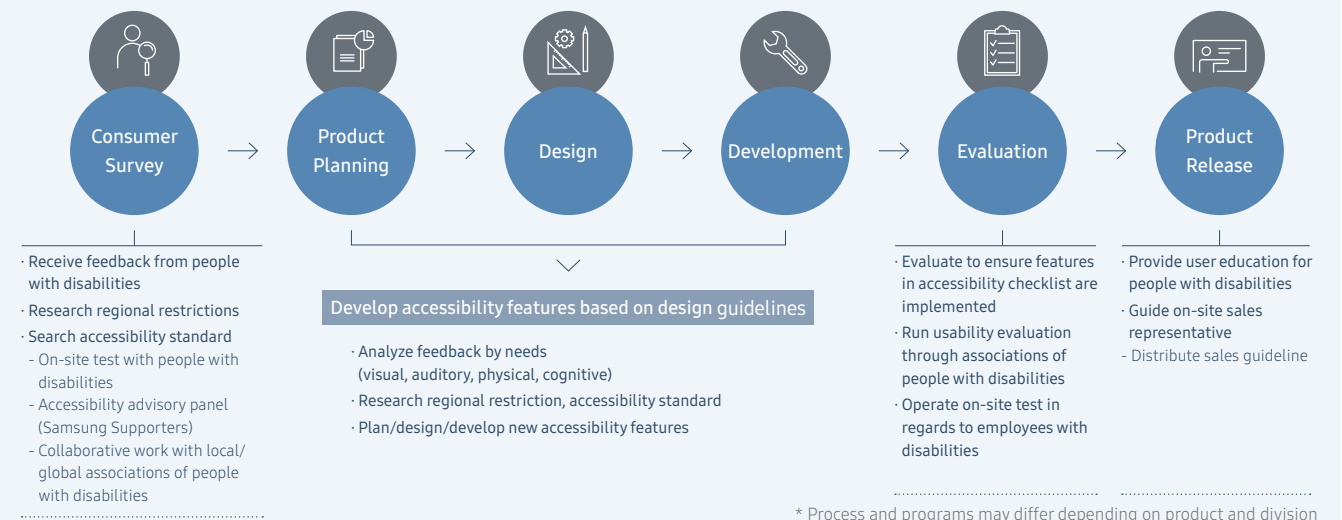 Consumer
Survey
Product
Planning
Design
Development
Evaluation
Product
Release
· Receive feedback from people
with disabilities
· Research regional restrictions
· Search accessibility standard
- On-site test with people with
disabilities
- Accessibility advisory panel
(Samsung Supporters)
- Collaborative work with local/
global associations of people
with disabilities
Develop accessibility features based on design guidelines
· Analyze feedback by needs
(visual, auditory, physical, cognitive)
· Research regional restriction, accessibility standard
· Plan/design/develop new accessibility features
· Evaluate to ensure features
in accessibility checklist are
implemented
· Run usability evaluation
through associations of
people with disabilities
· Operate on-site test in
regards to employees with
disabilities
· Provide user education for
people with disabilities
· Guide on-site sales
representative
- Distribute sales guideline
* Process and programs may differ depending on product and division